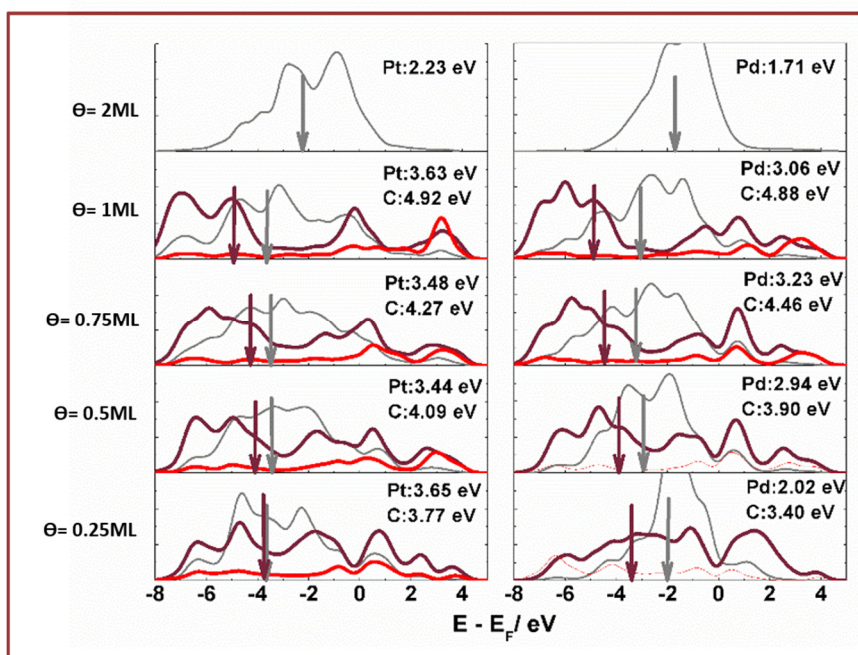 Pt:2.23 eV
Pd:1.71 eV
Θ= 2ML
Pt:3.63 eV
C:4.92 eV
Pd:3.06 eV
C:4.88 eV
Θ= 1ML
Pt:3.48 eV
C:4.27 eV
Pd:3.23 eV
C:4.46 eV
Θ= 0.75ML
Pt:3.44 eV
C:4.09 eV
Pd:2.94 eV
C:3.90 eV
Θ= 0.5ML
Pt:3.65 eV
C:3.77 eV
Pd:2.02 eV
C:3.40 eV
Θ= 0.25ML
-8 -6 -4 -2 0 2 4 -8 -6 -4 -2 0 2 4
E - E_F/ eV